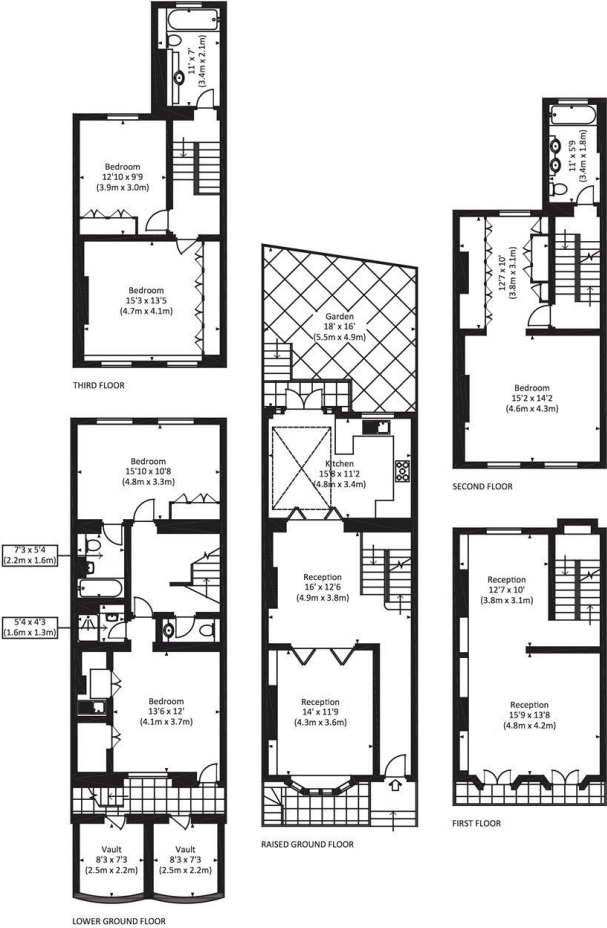 11' x 7'
(3.4m x 2.1m)
Bedroom
12'10 x 9'9
(3.9m x 3.0m)
Bedroom
15'3 x 13'5
(4.7m x 4.1m)
THIRD FLOOR
11' x 5'9
(3.4m x 1.8m)
12'7 x 10'
(3.8m x 3.1m)
Bedroom
15'2 x 14'2
(4.6m x 4.3m)
SECOND FLOOR
Garden
18' x 16'
(5.5m x 4.9m)
Kitchen
15'8 x 11'2
(4.8m x 3.4m)
Reception
16' x 12'6
(4.9m x 3.8m)
Reception
14' x 11'9
(4.3m x 3.6m)
RAISED GROUND FLOOR
Bedroom
15'10 x 10'8
(4.8m x 3.3m)
7'3 x 5'4
(2.2m x 1.6m)
5'4 x 4'3
(1.6m x 1.3m)
Bedroom
13'6 x 12'
(4.1m x 3.7m)
Vault
8'3 x 7'3
(2.5m x 2.2m)
Vault
8'3 x 7'3
(2.5m x 2.2m)
LOWER GROUND FLOOR
Reception
12'7 x 10'
(3.8m x 3.1m)
Reception
15'9 x 13'8
(4.8m x 4.2m)
FIRST FLOOR